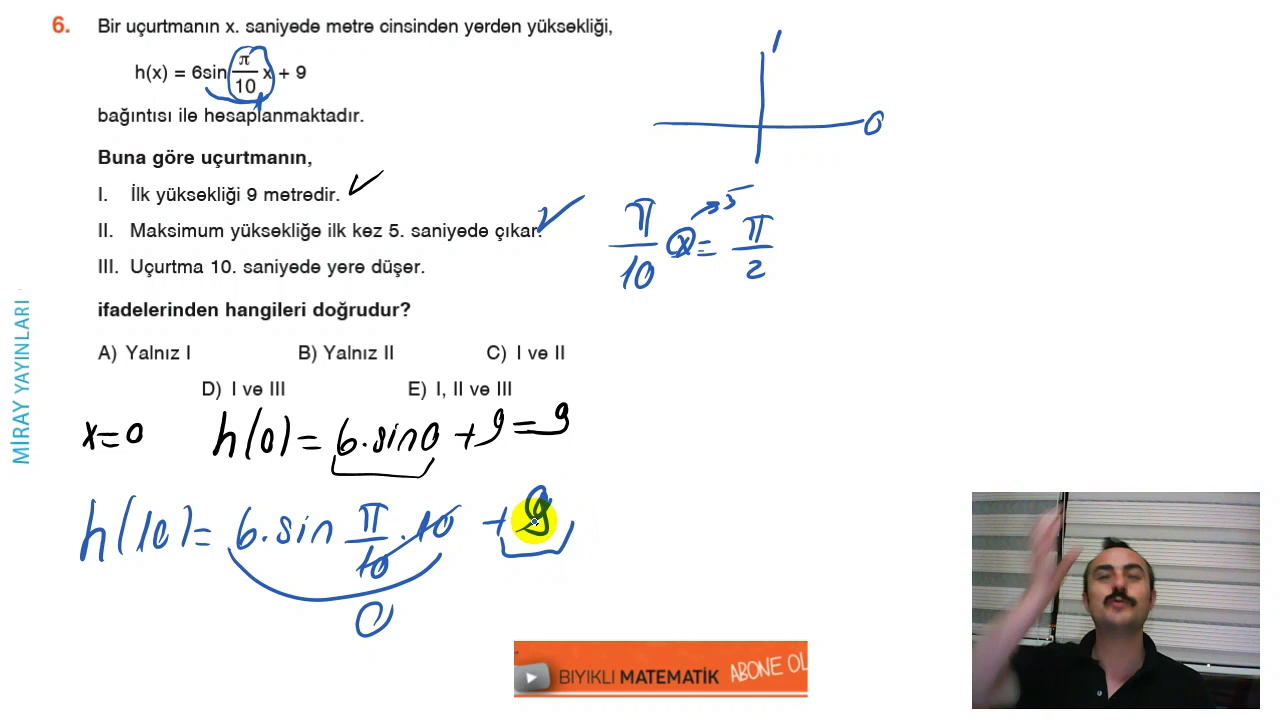 6. Bir uçurtmanın x. saniyede metre cinsinden yerden yüksekliği,
h(x) = 6sin π/10 x + 9
bağıntısı ile hesaplanmaktadır.
Buna göre uçurtmanın,
I. İlk yüksekliği 9 metredir. ✓
II. Maksimum yüksekliğe ilk kez 5. saniyede çıkar. ✓
III. Uçurtma 10. saniyede yere düşer.
ifadelerinden hangileri doğrudur?
A) Yalnız I B) Yalnız II C) I ve II
D) I ve III E) I, II ve III
x=0 h(0) = 6.sin0 + 9 = 9
h(10) = 6.sin π/10 .10 + 9
0
1
0
π/10 x = π/2
5
MİRAY YAYINLARI
BIYIKLI MATEMATİK ABONE OL